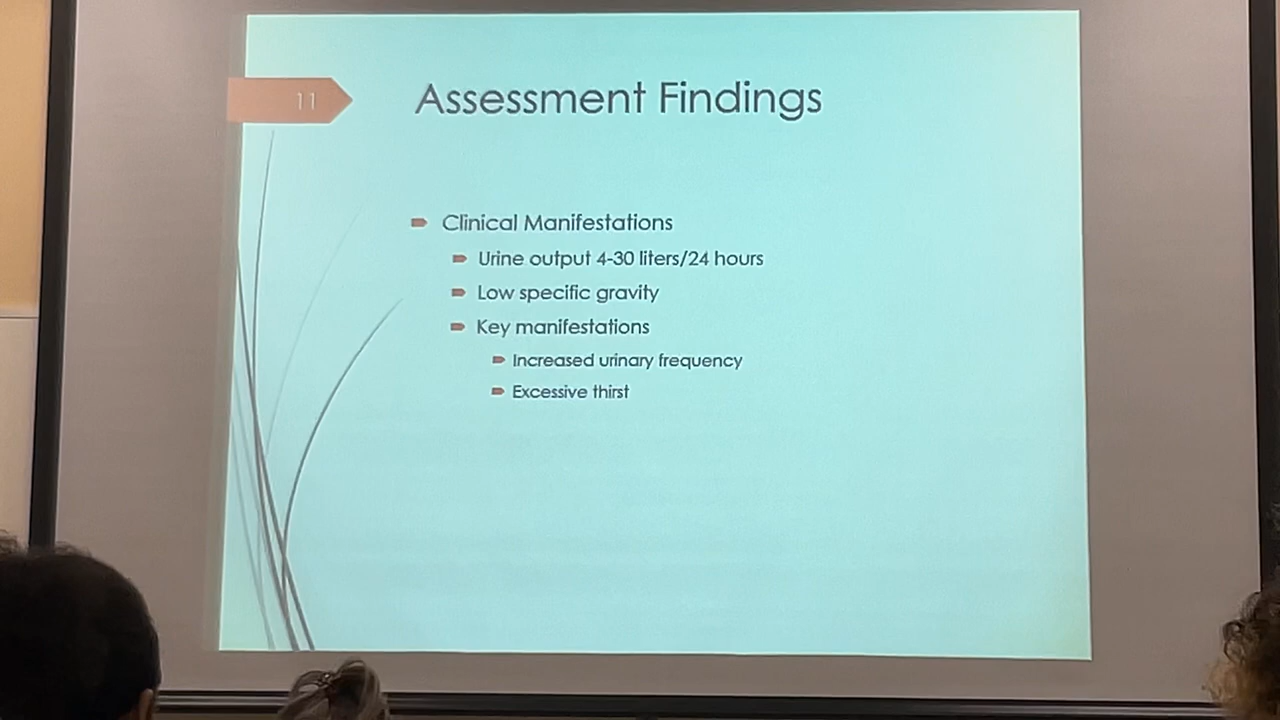 11
Assessment Findings
Clinical Manifestations
Urine output 4-30 liters/24 hours
Low specific gravity
Key manifestations
Increased urinary frequency
Excessive thirst